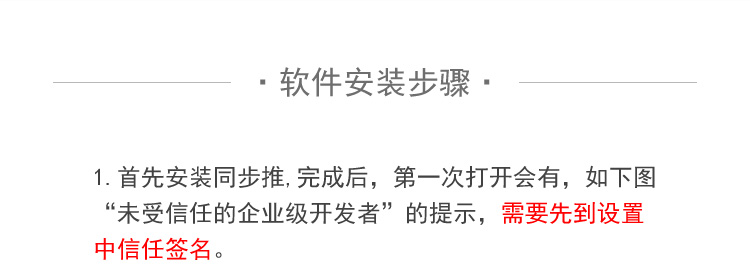 ·软件安装步骤·
1.首先安装同步推,完成后，第一次打开会有，如下图
“未受信任的企业级开发者”的提示，需要先到设置
中信任签名。